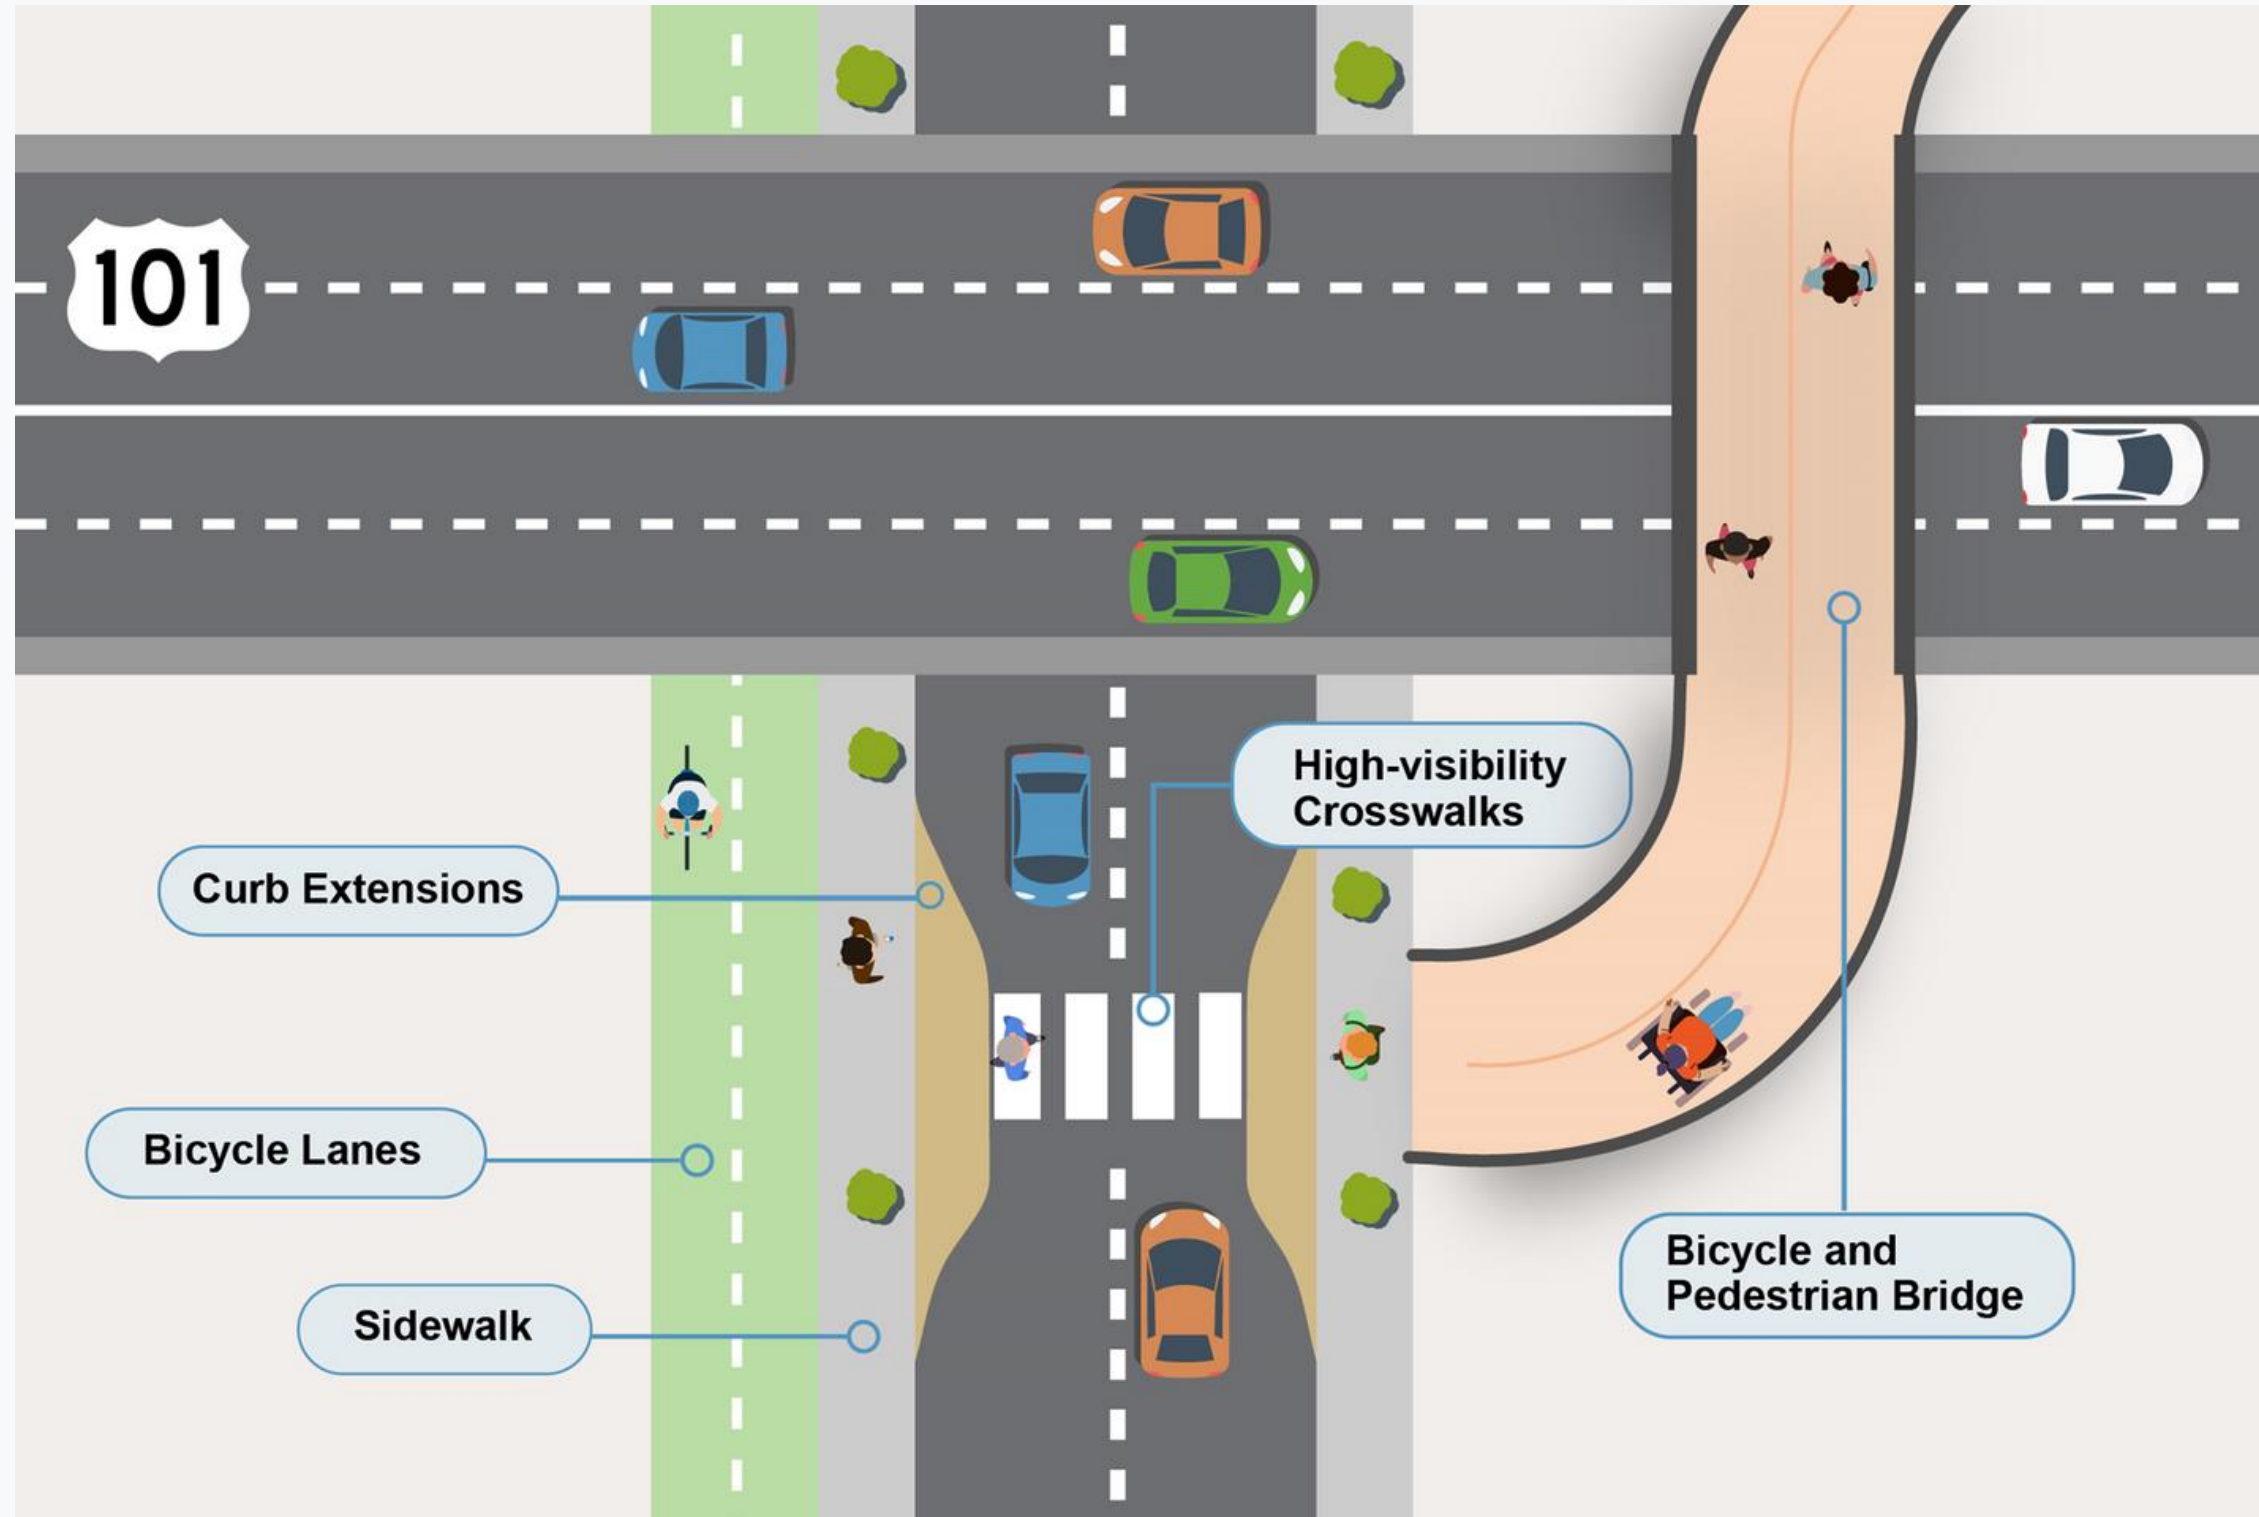 101
High-visibility
Crosswalks
Curb Extensions
Bicycle Lanes
Sidewalk
Bicycle and
Pedestrian Bridge